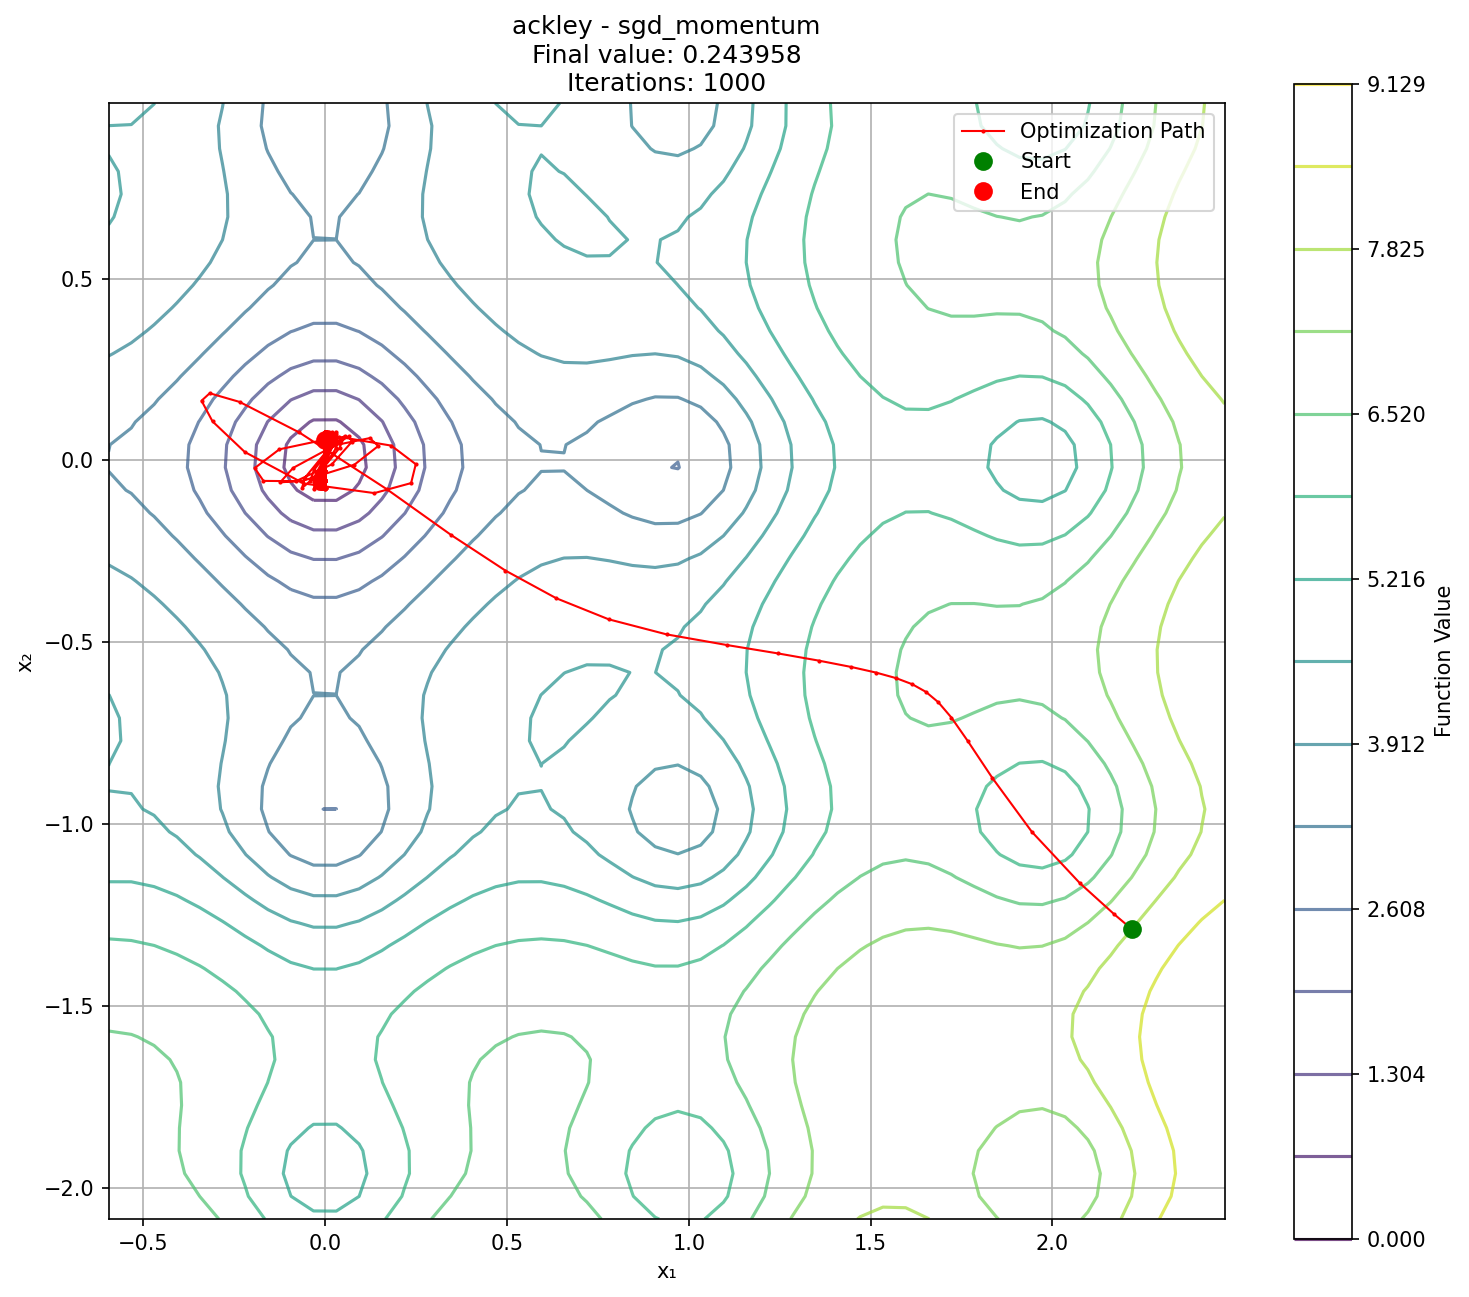 ackley - sgd_momentum
Final value: 0.243958
Iterations: 1000
Optimization Path
Start
End
0.5
0.0
−0.5
−1.0
−1.5
−2.0
x₂
−0.5
0.0
0.5
1.0
1.5
2.0
x₁
9.129
7.825
6.520
5.216
3.912
2.608
1.304
0.000
Function Value